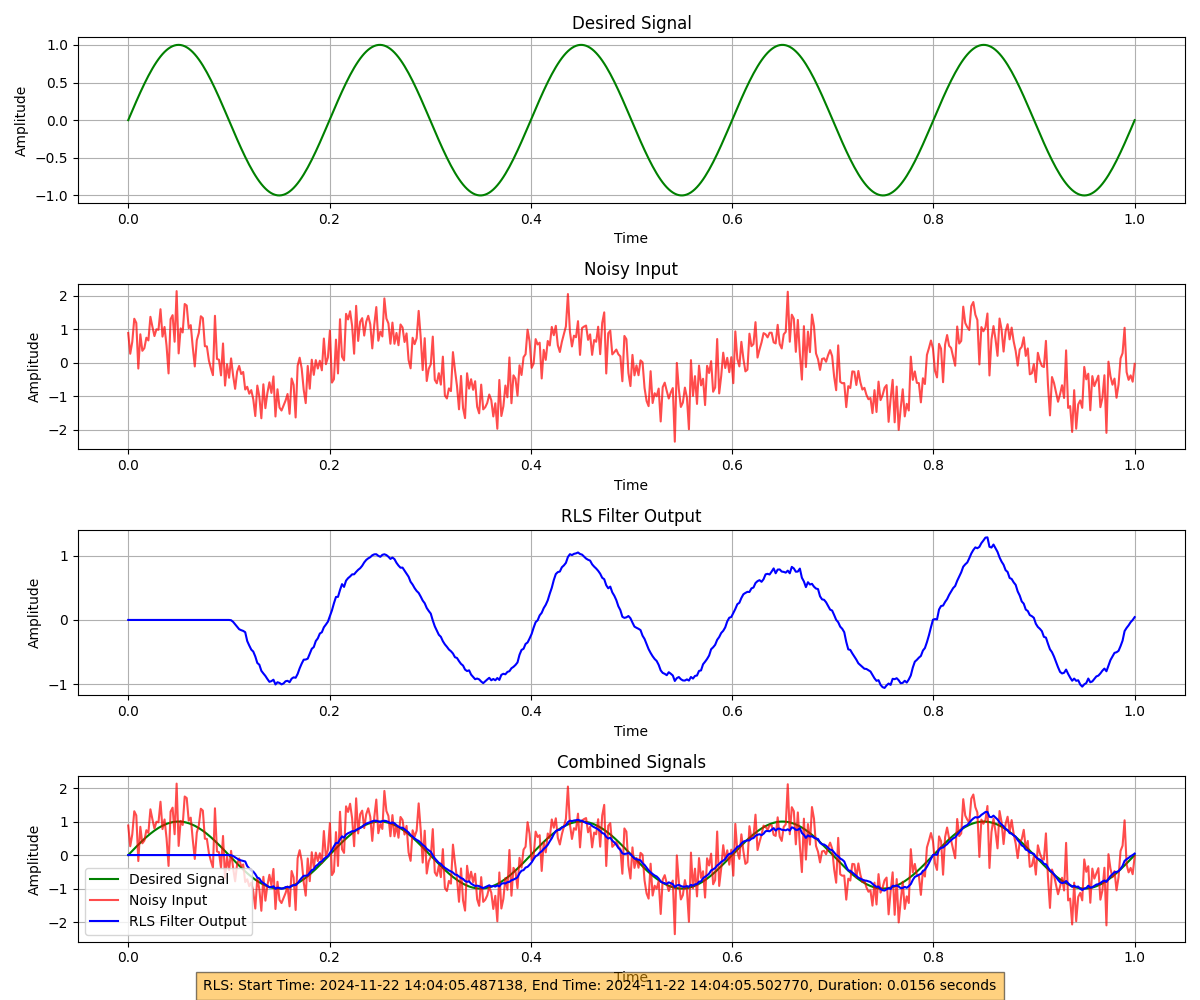 Desired Signal
1.0
0.5
0.0
−0.5
−1.0
Amplitude
0.0 0.2 0.4 0.6 0.8 1.0
Time
Noisy Input
2
1
0
−1
−2
Amplitude
0.0 0.2 0.4 0.6 0.8 1.0
Time
RLS Filter Output
1
0
−1
Amplitude
0.0 0.2 0.4 0.6 0.8 1.0
Time
Combined Signals
2
1
0
−1
−2
Amplitude
Desired Signal
Noisy Input
RLS Filter Output
0.0 0.2 0.4 0.6 0.8 1.0
Time
RLS: Start Time: 2024-11-22 14:04:05.487138, End Time: 2024-11-22 14:04:05.502770, Duration: 0.0156 seconds